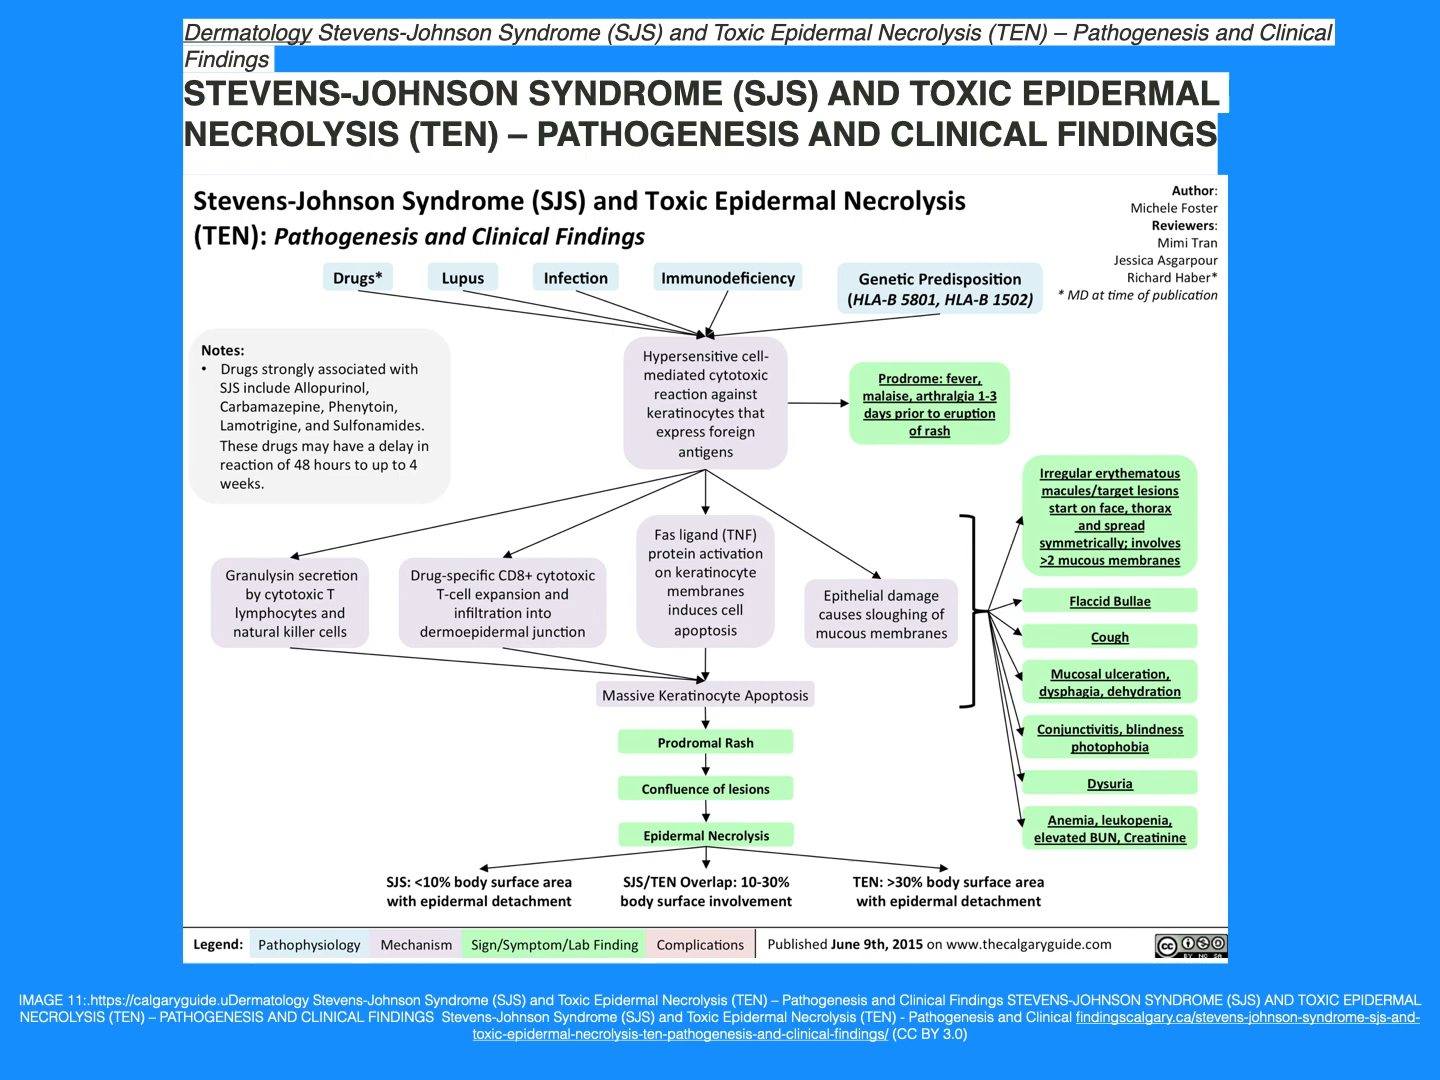 Dermatology Stevens-Johnson Syndrome (SJS) and Toxic Epidermal Necrolysis (TEN) – Pathogenesis and Clinical
Findings
STEVENS-JOHNSON SYNDROME (SJS) AND TOXIC EPIDERMAL
NECROLYSIS (TEN) – PATHOGENESIS AND CLINICAL FINDINGS
Stevens-Johnson Syndrome (SJS) and Toxic Epidermal Necrolysis
(TEN): Pathogenesis and Clinical Findings
Author:
Michele Foster
Reviewers:
Mimi Tran
Jessica Asgarpour
Richard Haber*
* MD at time of publication
Drugs*
Lupus
Infection
Immunodeficiency
Genetic Predisposition
(HLA-B 5801, HLA-B 1502)
Notes:
• Drugs strongly associated with
SJS include Allopurinol,
Carbamazepine, Phenytoin,
Lamotrigine, and Sulfonamides.
These drugs may have a delay in
reaction of 48 hours to up to 4
weeks.
Hypersensitive cell-
mediated cytotoxic
reaction against
keratinocytes that
express foreign
antigens
Prodrome: fever,
malaise, arthralgia 1-3
days prior to eruption
of rash
Granulysin secretion
by cytotoxic T
lymphocytes and
natural killer cells
Drug-specific CD8+ cytotoxic
T-cell expansion and
infiltration into
dermoepidermal junction
Fas ligand (TNF)
protein activation
on keratinocyte
membranes
induces cell
apoptosis
Epithelial damage
causes sloughing of
mucous membranes
Irregular erythematous
macules/target lesions
start on face, thorax
and spread
symmetrically; involves
>2 mucous membranes
Flaccid Bullae
Cough
Mucosal ulceration,
dysphagia, dehydration
Conjunctivitis, blindness
photophobia
Dysuria
Anemia, leukopenia,
elevated BUN, Creatinine
Massive Keratinocyte Apoptosis
Prodromal Rash
Confluence of lesions
Epidermal Necrolysis
SJS: <10% body surface area
with epidermal detachment
SJS/TEN Overlap: 10-30%
body surface involvement
TEN: >30% body surface area
with epidermal detachment
Legend: Pathophysiology Mechanism Sign/Symptom/Lab Finding Complications Published June 9th, 2015 on www.thecalgaryguide.com
cc BY NC SA
IMAGE 11:.https://calgaryguide.uDermatology Stevens-Johnson Syndrome (SJS) and Toxic Epidermal Necrolysis (TEN) – Pathogenesis and Clinical Findings STEVENS-JOHNSON SYNDROME (SJS) AND TOXIC EPIDERMAL
NECROLYSIS (TEN) – PATHOGENESIS AND CLINICAL FINDINGS Stevens-Johnson Syndrome (SJS) and Toxic Epidermal Necrolysis (TEN) - Pathogenesis and Clinical findingscalgary.ca/stevens-johnson-syndrome-sjs-and-
toxic-epidermal-necrolysis-ten-pathogenesis-and-clinical-findings/ (CC BY 3.0)